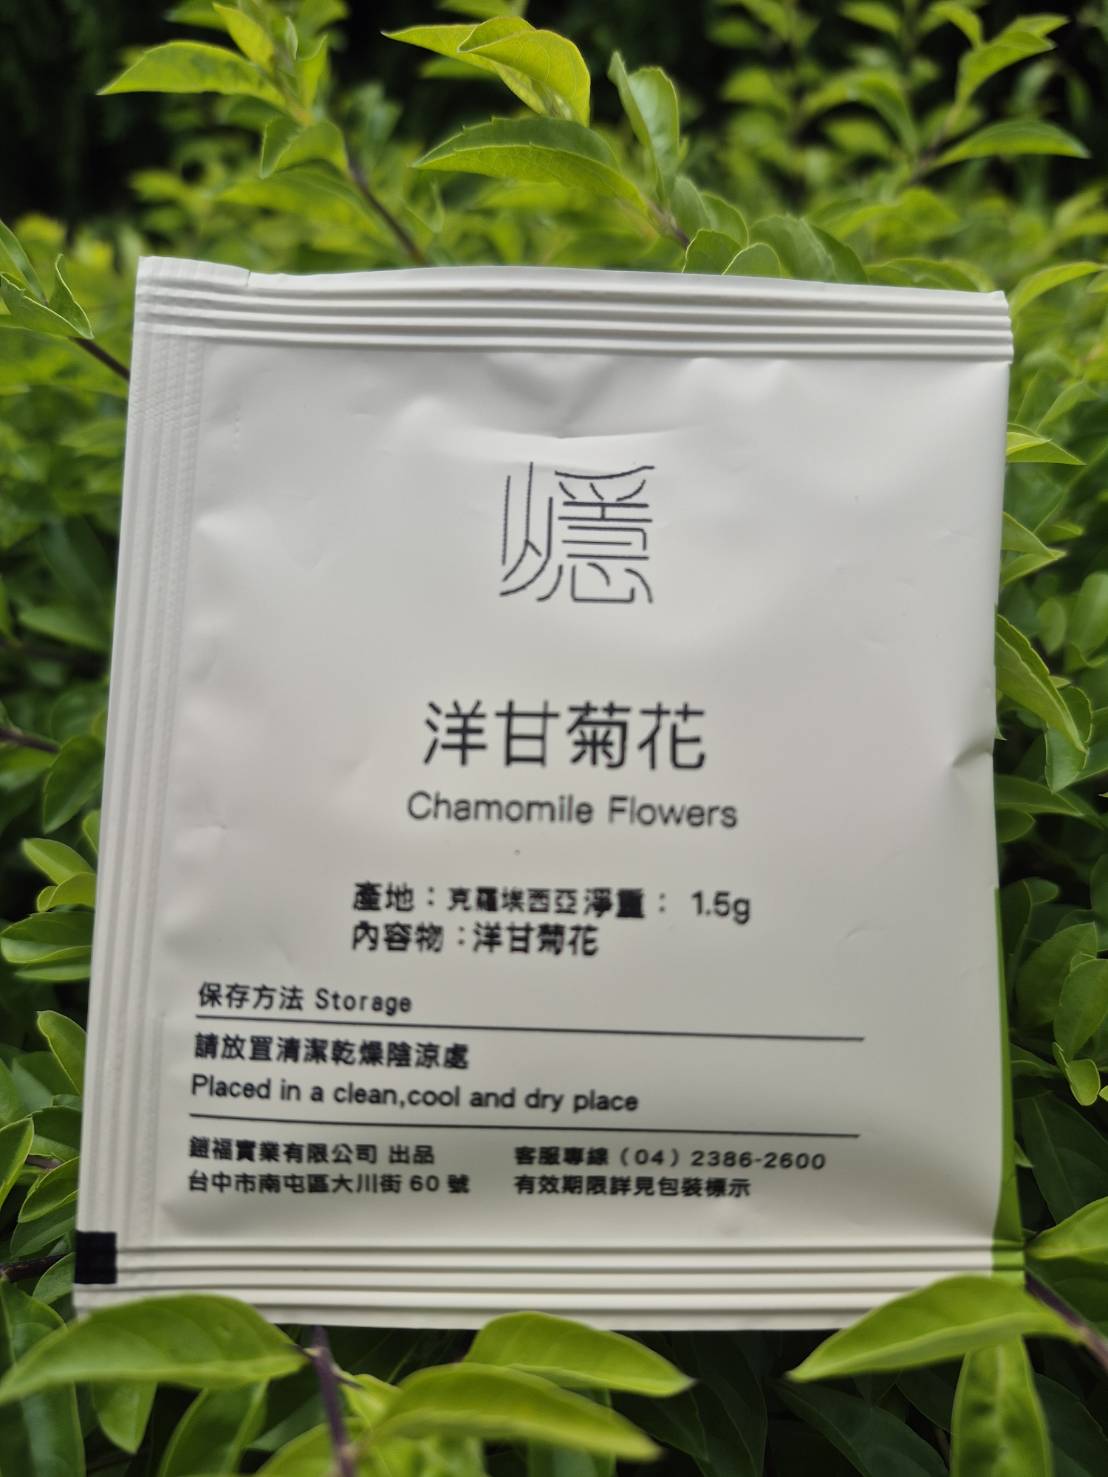 洋甘菊花
Chamomile Flowers
產地：克羅埃西亞 淨重： 1.5g
內容物：洋甘菊花
保存方法 Storage
請放置清潔乾燥陰涼處
Placed in a clean,cool and dry place
鎧福實業有限公司 出品
客服專線（04）2386-2600
台中市南屯區大川街 60 號
有效期限詳見包裝標示